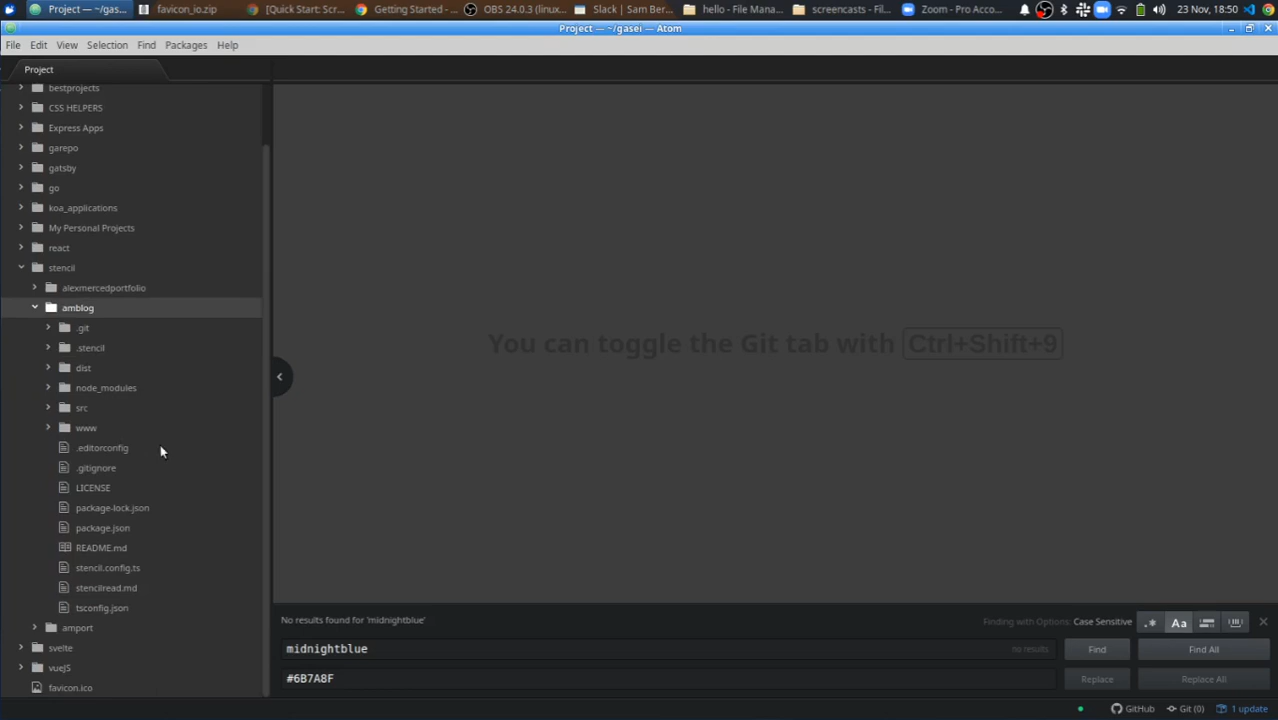 Project — ~/gas...
favicon_io.zip
[Quick Start: Scr...
Getting Started - ...
OBS 24.0.3 (linux...
Slack | Sam Ber...
hello - File Mana...
screencasts - Fil...
Zoom - Pro Acco...
23 Nov, 18:50
Project — ~/gasei — Atom
File Edit View Selection Find Packages Help
Project
bestprojects
CSS HELPERS
Express Apps
garepo
gatsby
go
koa_applications
My Personal Projects
react
stencil
alexmercedportfolio
amblog
.git
.stencil
dist
node_modules
src
www
.editorconfig
.gitignore
LICENSE
package-lock.json
package.json
README.md
stencil.config.ts
stencilread.md
tsconfig.json
amport
svelte
vueJS
favicon.ico
You can toggle the Git tab with Ctrl+Shift+9
No results found for 'midnightblue'
Finding with Options: Case Sensitive
.* Aa
midnightblue
no results
Find
Find All
#6B7A8F
Replace
Replace All
GitHub
Git (0)
1 update